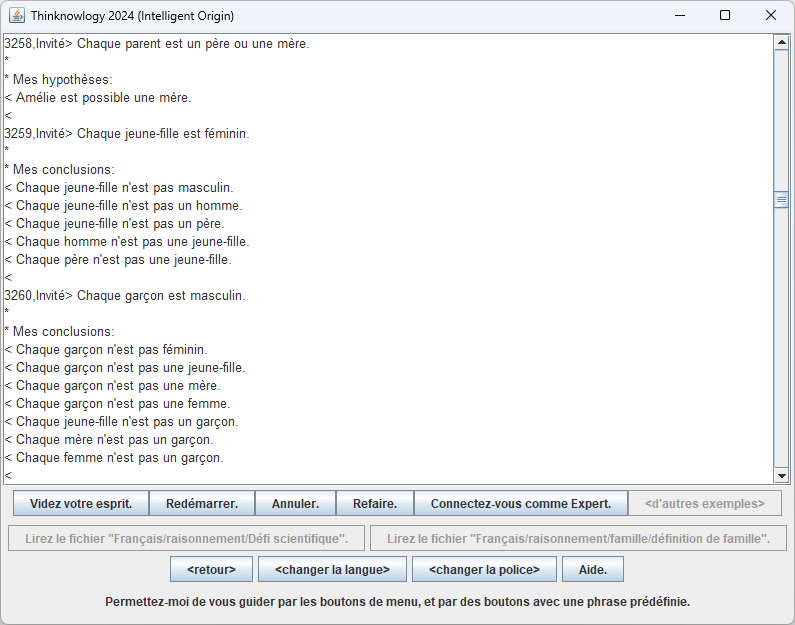 Thinknowlogy 2024 (Intelligent Origin)
3258,Invité> Chaque parent est un père ou une mère.
*
* Mes hypothèses:
< Amélie est possible une mère.
<
3259,Invité> Chaque jeune-fille est féminin.
*
* Mes conclusions:
< Chaque jeune-fille n'est pas masculin.
< Chaque jeune-fille n'est pas un homme.
< Chaque jeune-fille n'est pas un père.
< Chaque homme n'est pas une jeune-fille.
< Chaque père n'est pas une jeune-fille.
<
3260,Invité> Chaque garçon est masculin.
*
* Mes conclusions:
< Chaque garçon n'est pas féminin.
< Chaque garçon n'est pas une jeune-fille.
< Chaque garçon n'est pas une mère.
< Chaque garçon n'est pas une femme.
< Chaque jeune-fille n'est pas un garçon.
< Chaque mère n'est pas un garçon.
< Chaque femme n'est pas un garçon.
<
Videz votre esprit. Redémarrer. Annuler. Refaire. Connectez-vous comme Expert. <d'autres exemples>
Lirez le fichier "Français/raisonnement/Défi scientifique". Lirez le fichier "Français/raisonnement/famille/définition de famille".
<retour> <changer la langue> <changer la police> Aide.
Permettez-moi de vous guider par les boutons de menu, et par des boutons avec une phrase prédéfinie.